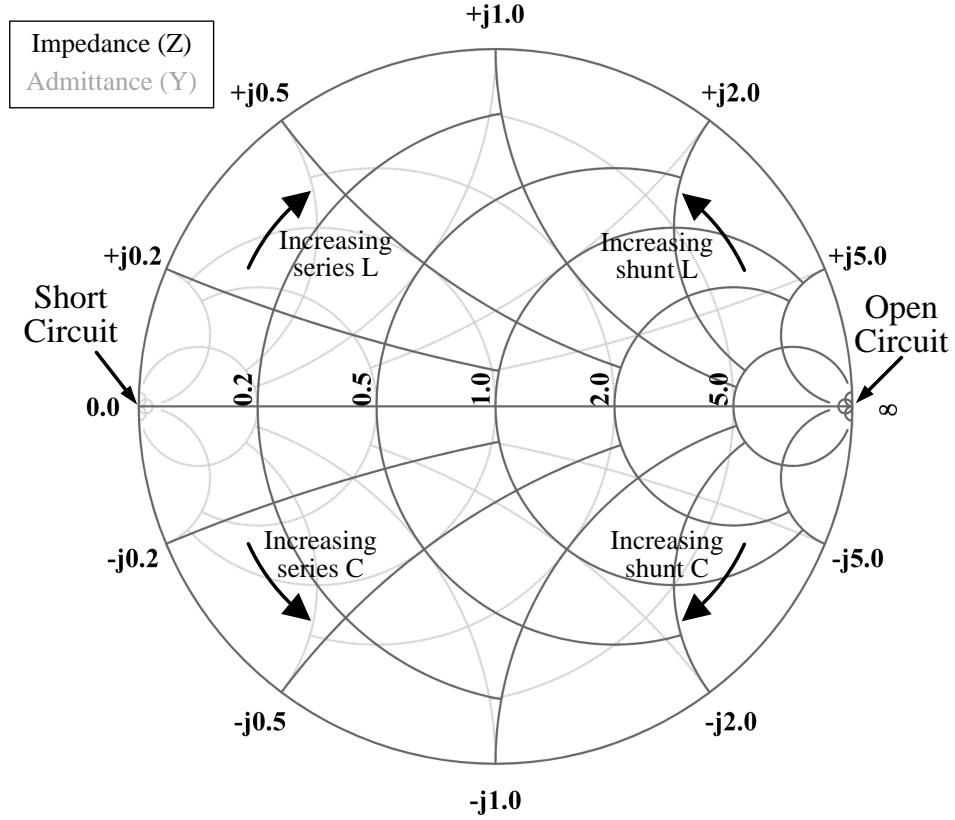 +j1.0
Impedance (Z)
Admittance (Y)
+j0.5
+j2.0
Increasing
series L
Increasing
shunt L
+j0.2
+j5.0
Short
Circuit
Open
Circuit
0.0
0.2
0.5
1.0
2.0
5.0
∞
Increasing
series C
Increasing
shunt C
-j0.2
-j5.0
-j0.5
-j2.0
-j1.0